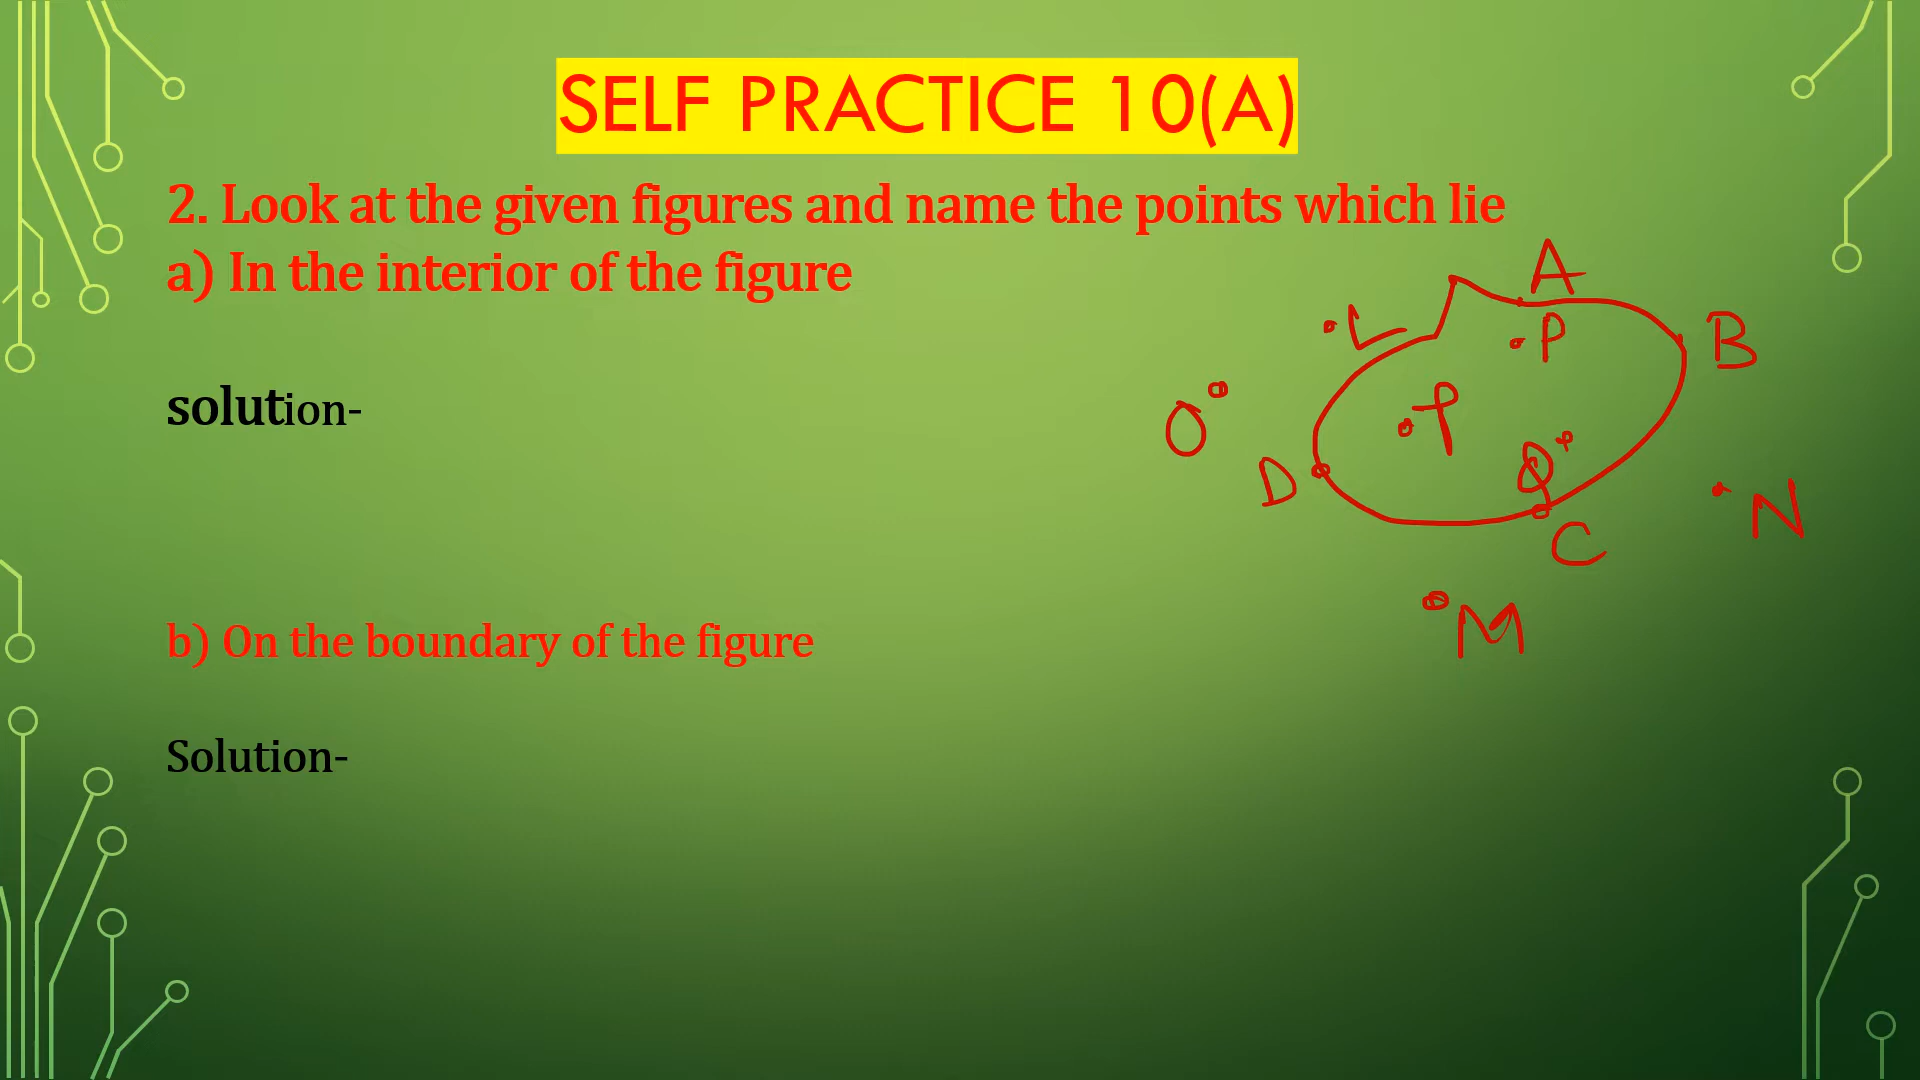 SELF PRACTICE 10(A)
2. Look at the given figures and name the points which lie
a) In the interior of the figure
A
L
P
B
solution-
O
D
Q
N
C
b) On the boundary of the figure
M
Solution-